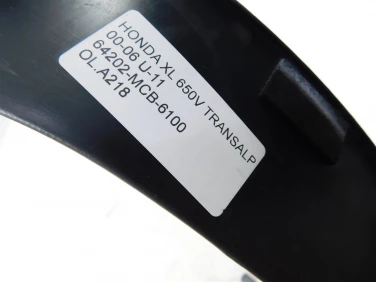 HONDA XL 650V TRANSALP
00-06 U-11
64202-MCB-6100
OL.A218